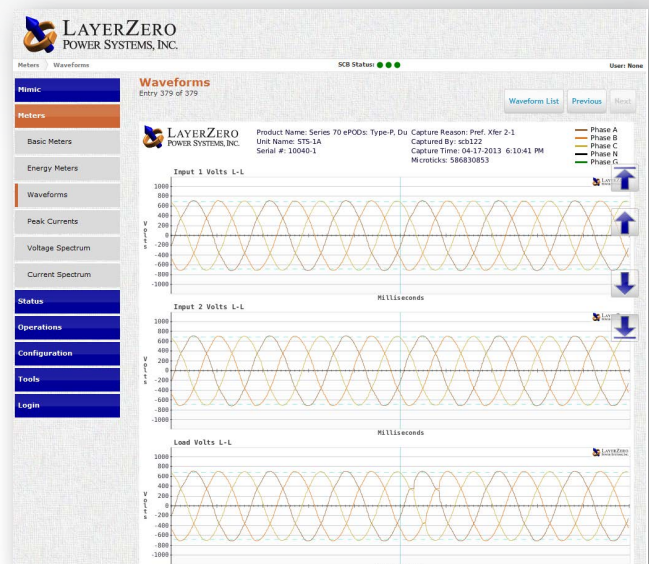 LAYERZERO
POWER SYSTEMS, INC.
Meters Waveforms
SCB Status:
User: None
Mimic
Meters
Basic Meters
Energy Meters
Waveforms
Peak Currents
Voltage Spectrum
Current Spectrum
Status
Operations
Configuration
Tools
Login
Waveforms
Entry 379 of 379
Waveform List
Previous
Next
LAYERZERO
POWER SYSTEMS, INC.
Product Name: Series 70 ePODs: Type-P, Du
Unit Name: STS-1A
Serial #: 10040-1
Capture Reason: Pref. Xfer 2-1
Captured By: scb122
Capture Time: 04-17-2013 6:10:41 PM
Microticks: 586830853
Phase A
Phase B
Phase C
Phase N
Phase G
Input 1 Volts L-L
1000
800
600
400
200
0
-200
-400
-600
-800
-1000
Volts
Milliseconds
Input 2 Volts L-L
1000
800
600
400
200
0
-200
-400
-600
-800
-1000
Volts
Milliseconds
Load Volts L-L
LAYERZERO
1000
800
600
400
200
0
-200
-400
-600
-800
-1000
Volts